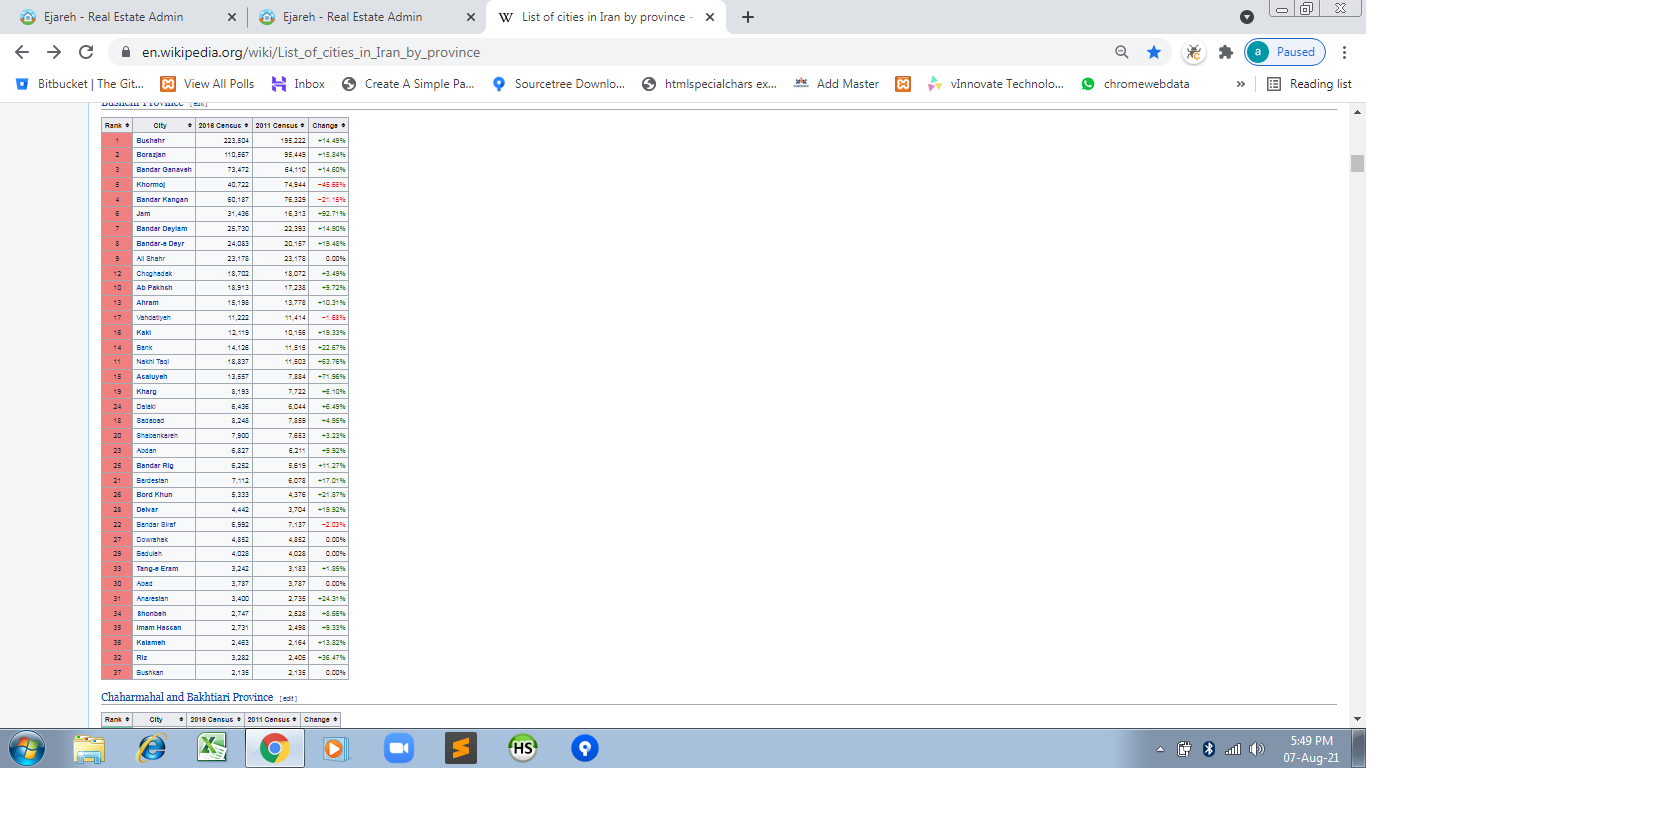 Ejareh - Real Estate Admin Ejareh - Real Estate Admin List of cities in Iran by province -
en.wikipedia.org/wiki/List_of_cities_in_Iran_by_province a Paused
Bitbucket | The Git... View All Polls Inbox Create A Simple Pa... Sourcetree Downlo... htmlspecialchars ex... Add Master vInnovate Technolo... chromewebdata » Reading list
Bushehr Province [edit]
Rank City 2016 Census 2011 Census Change
1 Bushehr 223,504 195,222 +14.49%
2 Borazjan 110,567 95,449 +15.84%
3 Bandar Ganaveh 73,472 64,110 +14.60%
5 Khormoj 40,722 74,944 −45.66%
4 Bandar Kangan 60,187 76,329 −21.15%
6 Jam 31,436 16,313 +92.71%
7 Bandar Deylam 25,730 22,393 +14.90%
8 Bandar-e Deyr 24,083 20,157 +19.48%
9 Ali Shahr 23,178 23,178 0.00%
12 Choghadak 18,702 18,072 +3.49%
10 Ab Pakhsh 18,913 17,238 +9.72%
13 Ahram 15,198 13,778 +10.31%
17 Vahdatiyeh 11,222 11,414 −1.68%
16 Kaki 12,119 10,156 +19.33%
14 Bank 14,126 11,515 +22.67%
11 Nakhl Taqi 18,837 11,503 +63.76%
15 Asaluyeh 13,557 7,884 +71.96%
19 Kharg 8,193 7,722 +6.10%
24 Dalaki 6,436 6,044 +6.49%
18 Sadabad 8,248 7,859 +4.95%
20 Shabankareh 7,900 7,653 +3.23%
23 Abdan 6,827 6,211 +9.92%
25 Bandar Rig 6,252 5,619 +11.27%
21 Bardestan 7,112 6,078 +17.01%
26 Bord Khun 5,333 4,376 +21.87%
28 Delvar 4,442 3,704 +19.92%
22 Bandar Siraf 6,992 7,137 −2.03%
27 Dowrahak 4,852 4,852 0.00%
29 Baduleh 4,028 4,028 0.00%
33 Tang-e Eram 3,242 3,183 +1.85%
30 Abad 3,787 3,787 0.00%
31 Anarestan 3,400 2,735 +24.31%
34 Shonbeh 2,747 2,528 +8.66%
35 Imam Hassan 2,731 2,498 +9.33%
36 Kalameh 2,463 2,164 +13.82%
32 Riz 3,282 2,405 +36.47%
37 Bushkan 2,135 2,135 0.00%
Chaharmahal and Bakhtiari Province [edit]
Rank City 2016 Census 2011 Census Change
HS 5:49 PM
07-Aug-21